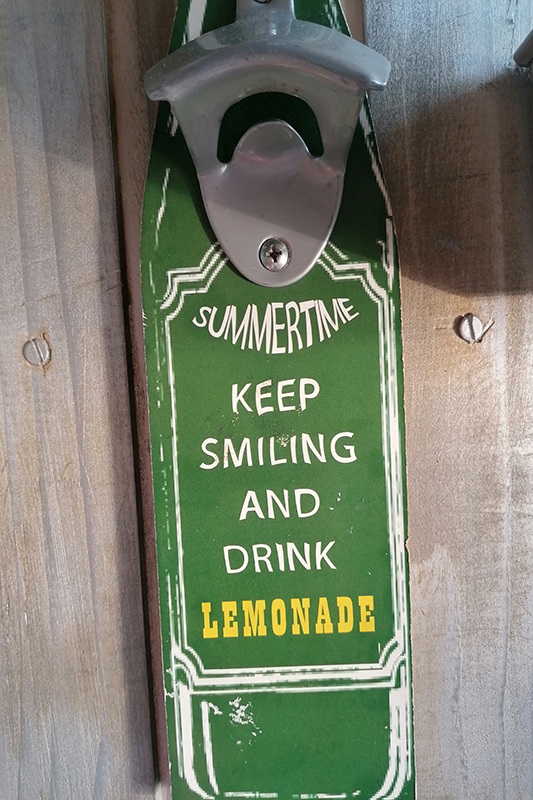 SUMMERTIME
KEEP
SMILING
AND
DRINK
LEMONADE